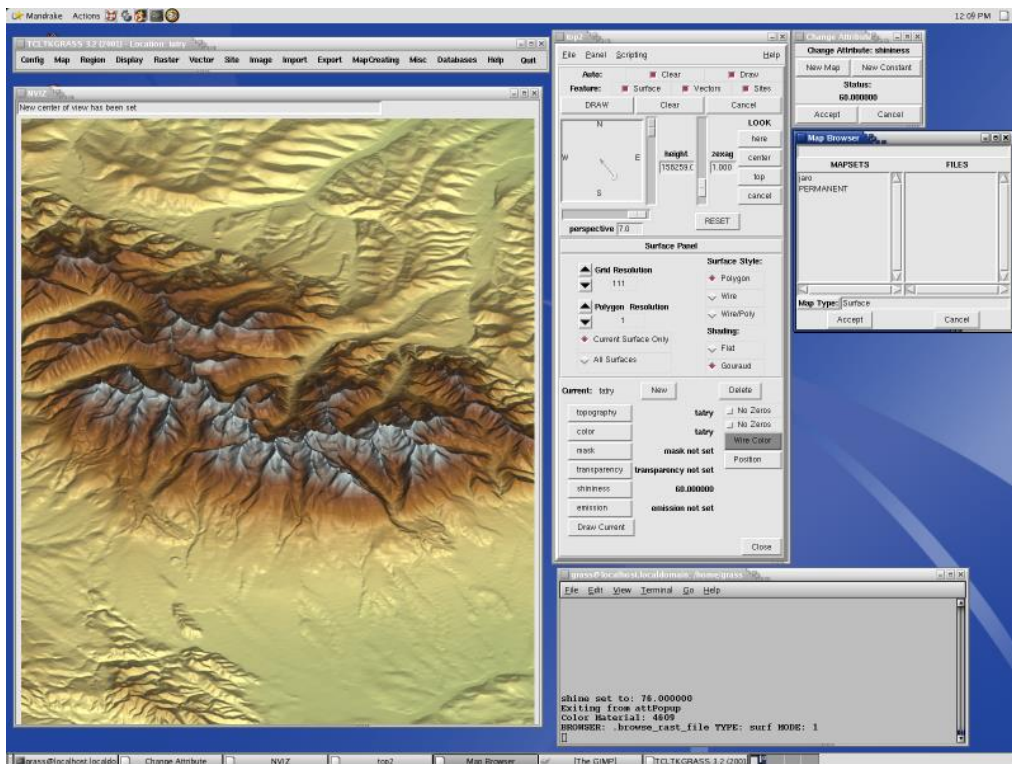 Mandrake Actions 12:09 PM
TCLTKGRASS 3.2 (2001) - Location: tatry
Config Map Region Display Raster Vector Site Image Import Export MapCreating Misc Databases Help Quit
NVIZ
New center of view has been set
top2
File Panel Scripting Help
Auto: Clear Draw
Feature: Surface Vectors Sites
DRAW Clear Cancel
N
W E
S
height
156259.0
zexag
1.000
LOOK
here
center
top
cancel
RESET
perspective 7.0
Surface Panel
Grid Resolution
111
Polygon Resolution
1
Current Surface Only
All Surfaces
Surface Style:
Polygon
Wire
Wire/Poly
Shading:
Flat
Gouraud
Current: tatry New Delete
topography tatry No Zeros
color tatry No Zeros
mask mask not set Wire Color
transparency transparency not set Position
shininess 60.000000
emission emission not set
Draw Current
Close
Change Attribute
Change Attribute: shininess
New Map New Constant
Status:
60.000000
Accept Cancel
Map Browser
MAPSETS FILES
jaro
PERMANENT
Map Type: Surface
Accept Cancel
grass@localhost.localdomain: /home/grass
File Edit View Terminal Go Help
shine set to: 76.000000
Exiting from attPopup
Color Material: 4609
BROWSER: .browse_rast_file TYPE: surf MODE: 1
grass@localhost.localdo Change Attribute NVIZ top2 Map Browser [The GIMP] TCLTKGRASS 3.2 (2001